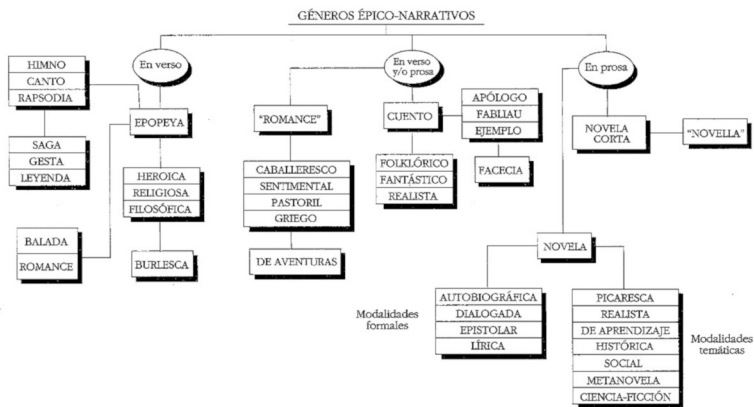 GÉNEROS ÉPICO-NARRATIVOS
En verso
En verso
y/o prosa
En prosa
HIMNO
CANTO
RAPSODIA
EPOPEYA
SAGA
GESTA
LEYENDA
HEROICA
RELIGIOSA
FILOSÓFICA
BALADA
ROMANCE
BURLESCA
"ROMANCE"
CABALLERESCO
SENTIMENTAL
PASTORIL
GRIEGO
DE AVENTURAS
CUENTO
APÓLOGO
FABLIAU
EJEMPLO
FACECIA
FOLKLÓRICO
FANTÁSTICO
REALISTA
NOVELA
CORTA
"NOVELLA"
NOVELA
Modalidades
formales
AUTOBIOGRÁFICA
DIALOGADA
EPISTOLAR
LÍRICA
PICARESCA
REALISTA
DE APRENDIZAJE
HISTÓRICA
SOCIAL
METANOVELA
CIENCIA-FICCIÓN
Modalidades
temáticas